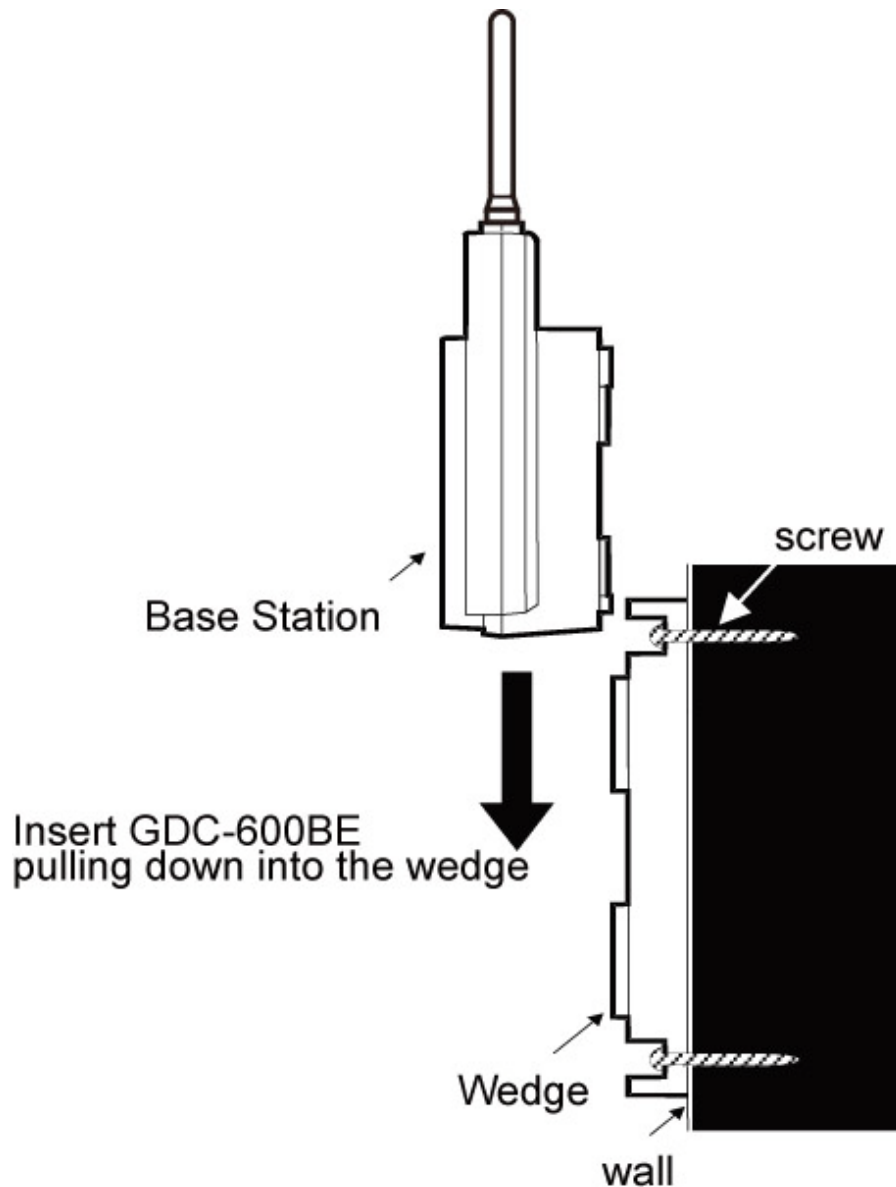 screw
Base Station
Insert GDC-600BE
pulling down into the wedge
Wedge
wall